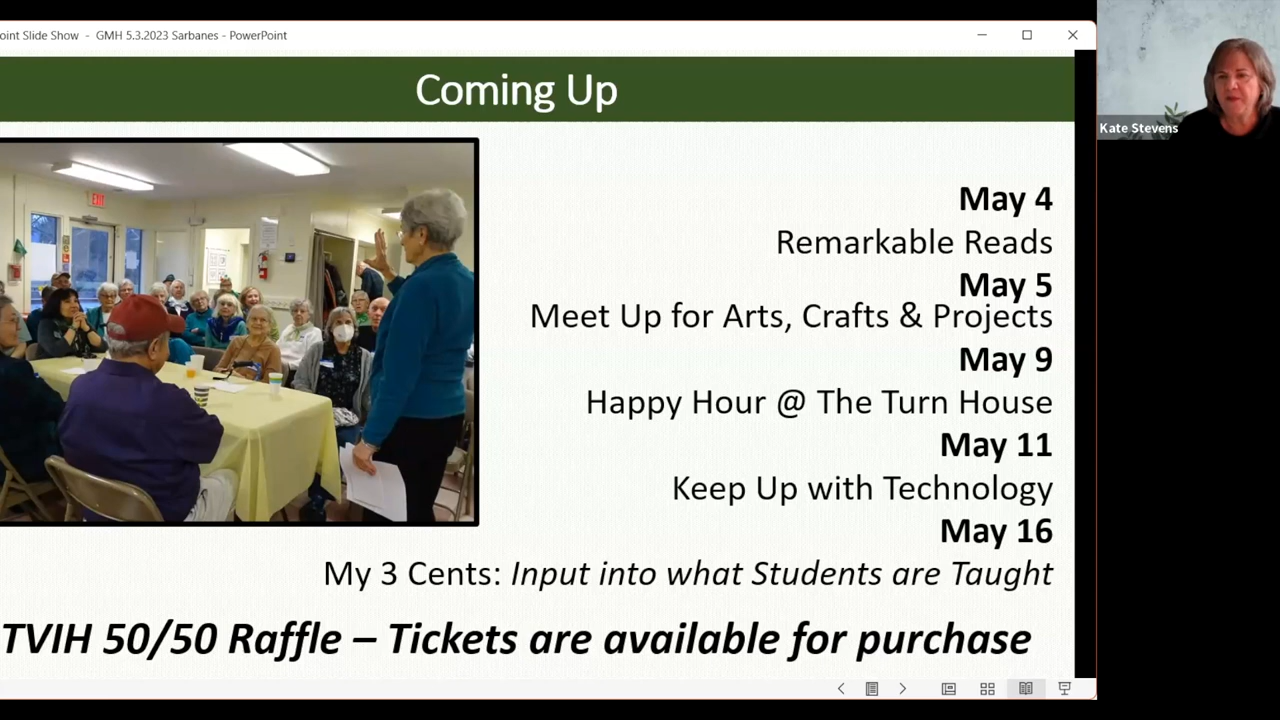 oint Slide Show - GMH 5.3.2023 Sarbanes - PowerPoint
Coming Up
Kate Stevens
EXIT
May 4
Remarkable Reads
May 5
Meet Up for Arts, Crafts & Projects
May 9
Happy Hour @ The Turn House
May 11
Keep Up with Technology
May 16
My 3 Cents: Input into what Students are Taught
TVIH 50/50 Raffle – Tickets are available for purchase